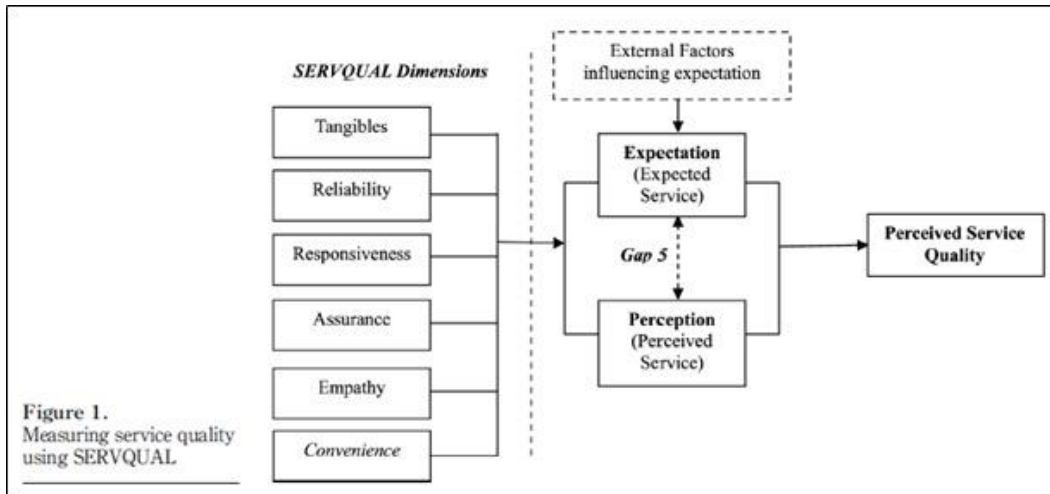 SERVQUAL Dimensions
Tangibles
Reliability
Responsiveness
Assurance
Empathy
Convenience
External Factors
influencing expectation
Expectation
(Expected
Service)
Gap 5
Perception
(Perceived
Service)
Perceived Service
Quality
Figure 1.
Measuring service quality
using SERVQUAL